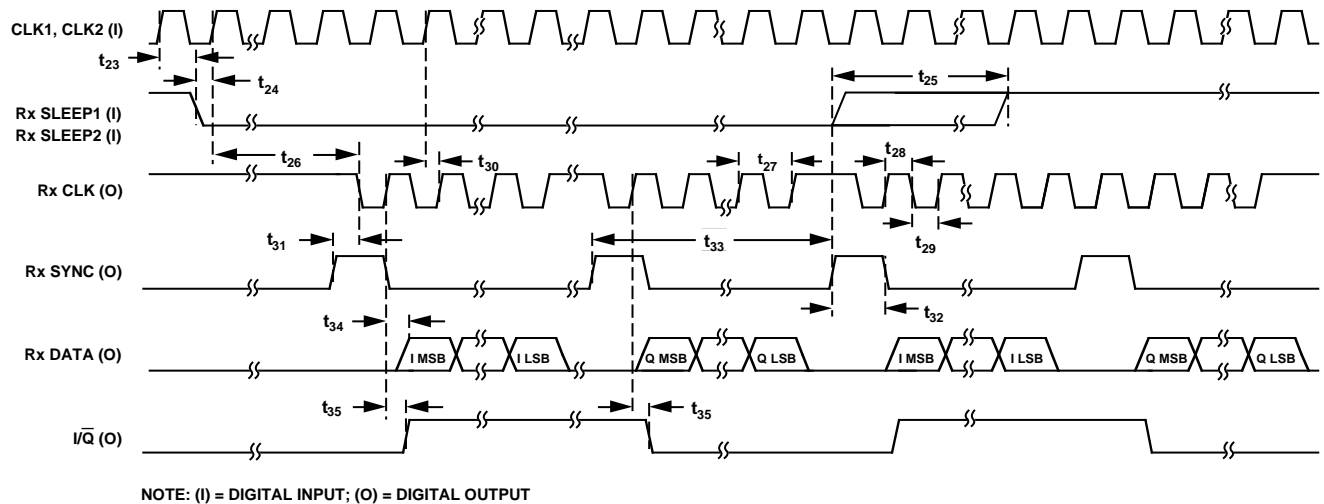 CLK1, CLK2 (I)
t23
t24
t25
Rx SLEEP1 (I)
Rx SLEEP2 (I)
t26
t30
t27
t28
Rx CLK (O)
t29
t31
t33
Rx SYNC (O)
t32
t34
Rx DATA (O)
I MSB
I LSB
Q MSB
Q LSB
I MSB
I LSB
Q MSB
Q LSB
t35
t35
I/Q̅ (O)
NOTE: (I) = DIGITAL INPUT; (O) = DIGITAL OUTPUT